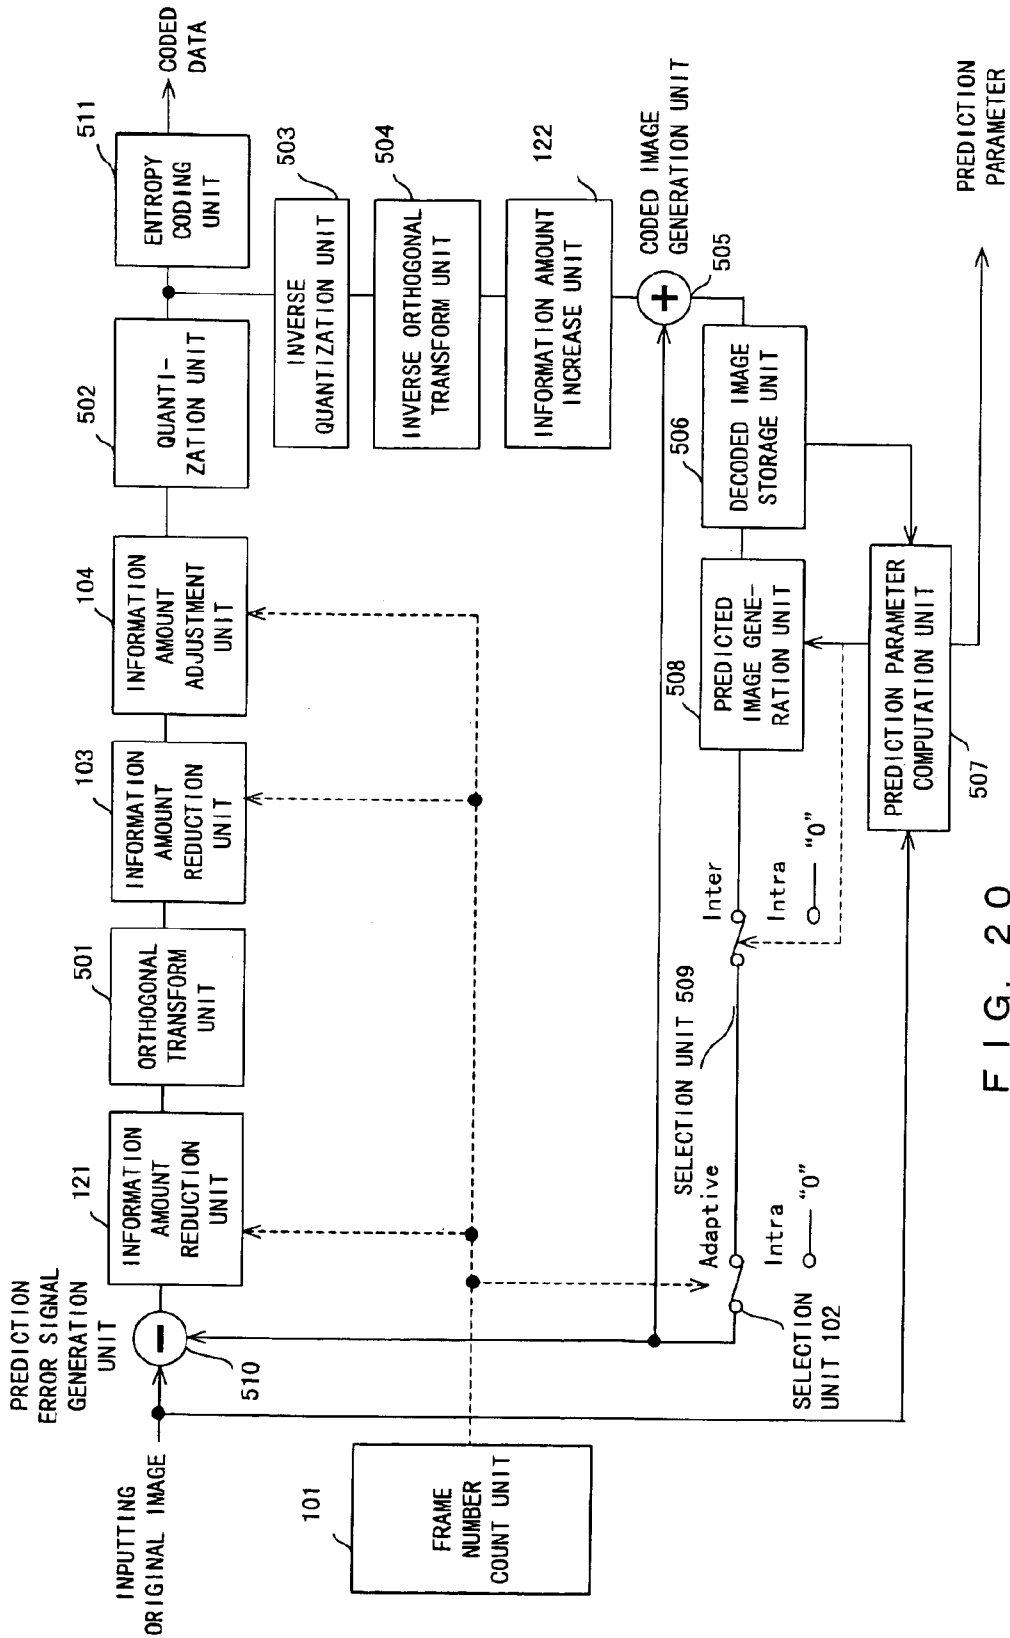 INPUTTING
ORIGINAL IMAGE
PREDICTION
ERROR SIGNAL
GENERATION
UNIT
510
121
INFORMATION
AMOUNT
REDUCTION
UNIT
501
ORTHOGONAL
TRANSFORM
UNIT
103
INFORMATION
AMOUNT
REDUCTION
UNIT
104
INFORMATION
AMOUNT
ADJUSTMENT
UNIT
502
QUANTI-
ZATION UNIT
511
ENTROPY
CODING
UNIT
CODED
DATA
503
INVERSE
QUANTIZATION UNIT
504
INVERSE ORTHOGONAL
TRANSFORM UNIT
122
INFORMATION AMOUNT
INCREASE UNIT
CODED IMAGE
GENERATION UNIT
505
101
FRAME
NUMBER
COUNT UNIT
SELECTION UNIT 509
Adaptive
Intra
"0"
SELECTION
UNIT 102
Inter
Intra
"0"
508
PREDICTED
IMAGE GENE-
RATION UNIT
506
DECODED IMAGE
STORAGE UNIT
PREDICTION PARAMETER
COMPUTATION UNIT
507
PREDICTION
PARAMETER
FIG. 20